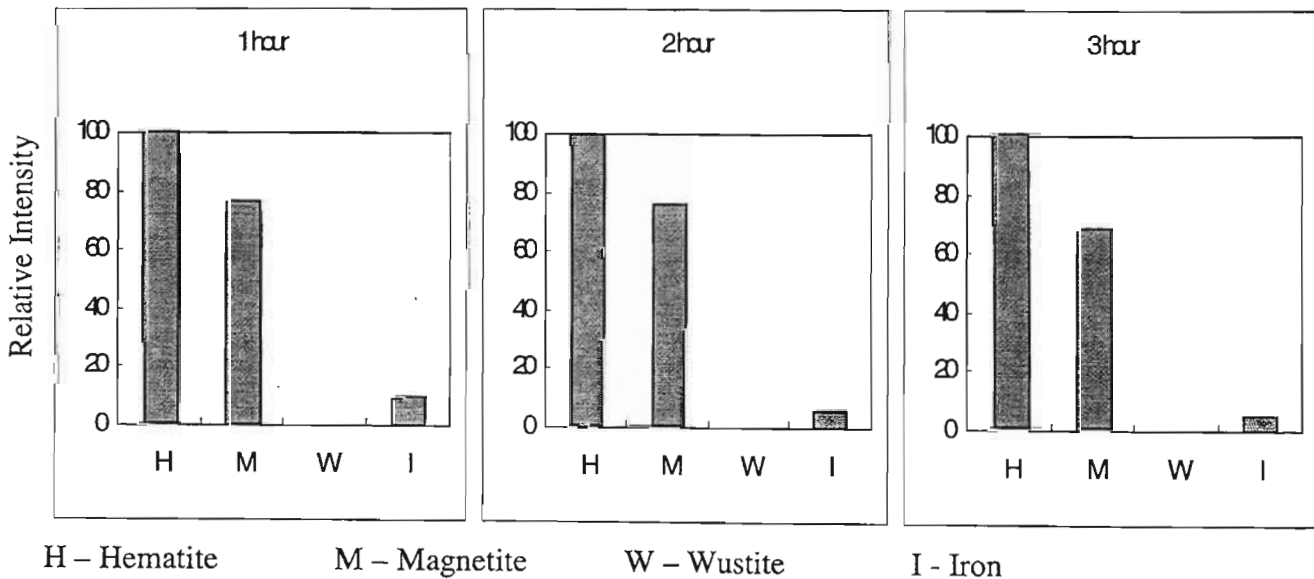 1hour
2hour
3hour
Relative Intensity
100
80
60
40
20
0
H M W I
100
80
60
40
20
0
H M W I
100
80
60
40
20
0
H M W I
H – Hematite M – Magnetite W – Wustite I - Iron